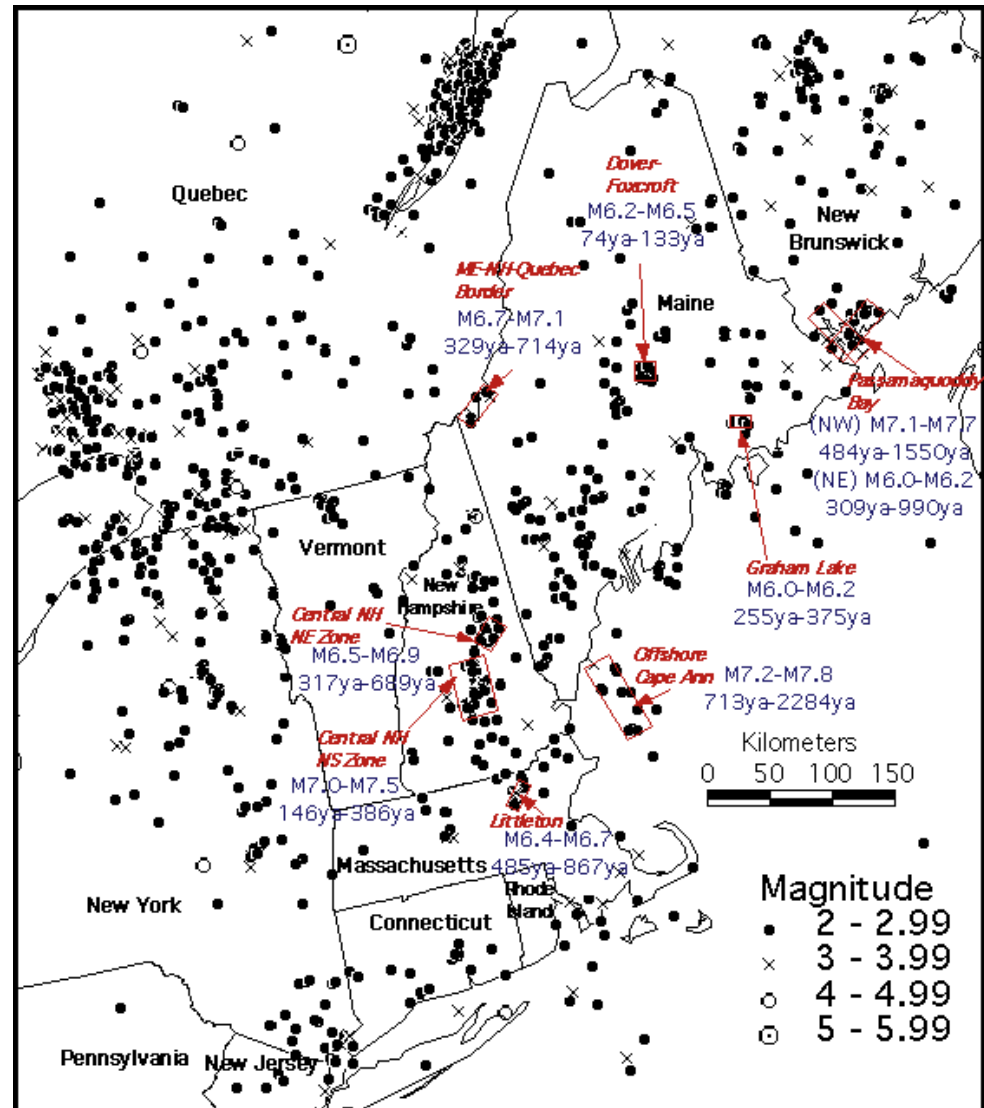 Dover-
Foxcroft
M6.2-M6.5
74ya-133ya
Quebec
New
Brunswick
ME-NH-Quebec
Border
M6.7-M7.1
329ya-714ya
Maine
Passamaquoddy
Bay
(NW) M7.1-M7.7
484ya-1550ya
(NE) M6.0-M6.2
309ya-990ya
Vermont
New
Hampshire
Graham Lake
M6.0-M6.2
255ya-375ya
Central NH
NE Zone
M6.5-M6.9
317ya-689ya
Offshore
Cape Ann
M7.2-M7.8
713ya-2284ya
Central NH
NS Zone
M7.0-M7.5
146ya-386ya
Kilometers
0 50 100 150
Littleton
M6.4-M6.7
485ya-867ya
Massachusetts
Rhode
Island
New York
Connecticut
Magnitude
2 - 2.99
3 - 3.99
4 - 4.99
5 - 5.99
Pennsylvania
New Jersey